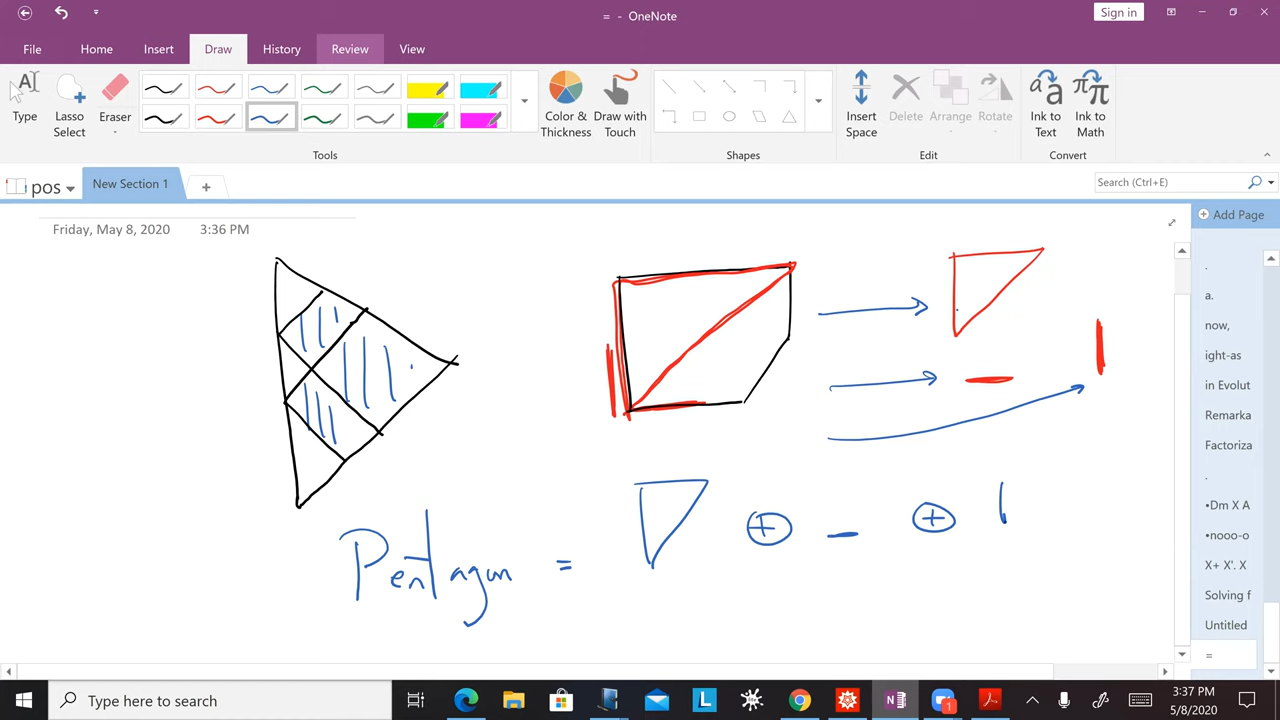 = - OneNote
Sign in
File Home Insert Draw History Review View
Type
Lasso Select
Eraser
Color & Thickness
Draw with Touch
Insert Space
Delete
Arrange
Rotate
Ink to Text
Ink to Math
Tools
Shapes
Edit
Convert
pos
New Section 1
Search (Ctrl+E)
Friday, May 8, 2020 3:36 PM
Add Page
.
a.
now,
ight-as
in Evolut
Remarka
Factoriza
.
•Dm X A
•nooo-o
X+ X'. X
Solving f
Untitled
=
Pentagon = ⊕ - ⊕ |
Type here to search
3:37 PM
5/8/2020